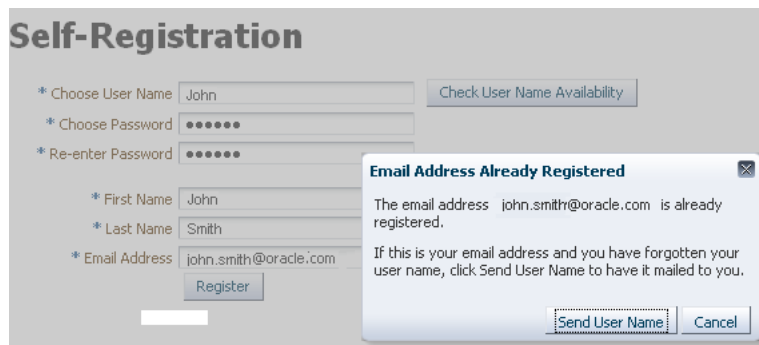 Self-Registration
* Choose User Name John Check User Name Availability
* Choose Password ●●●●●●
* Re-enter Password ●●●●●●
* First Name John
* Last Name Smith
* Email Address john.smith@oracle.com
Register
Email Address Already Registered
The email address john.smith@oracle.com is already
registered.
If this is your email address and you have forgotten your
user name, click Send User Name to have it mailed to you.
Send User Name Cancel